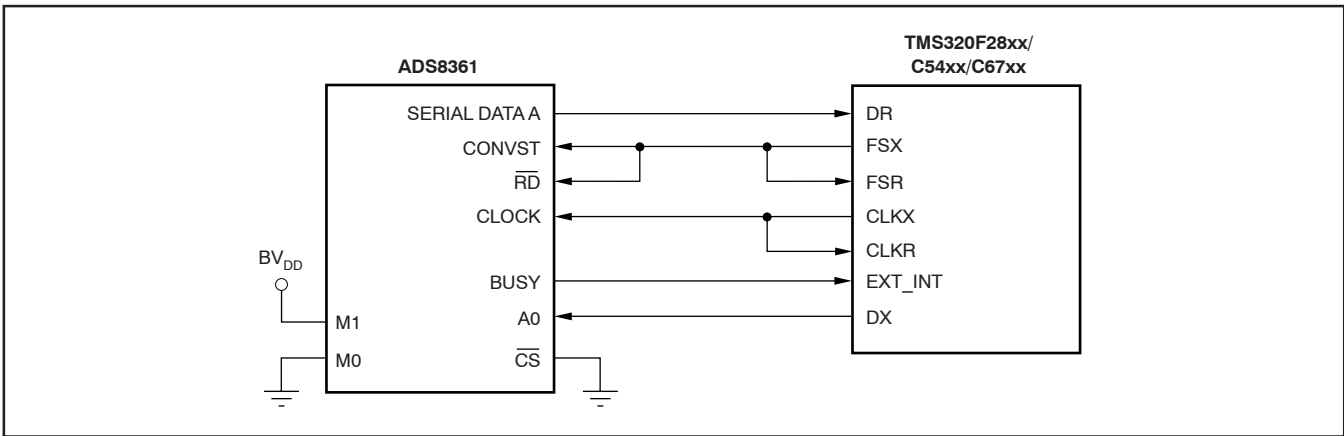 ADS8361
TMS320F28xx/
C54xx/C67xx
SERIAL DATA A
CONVST
RD
CLOCK
BUSY
A0
CS
BVDD
M1
M0
DR
FSX
FSR
CLKX
CLKR
EXT_INT
DX